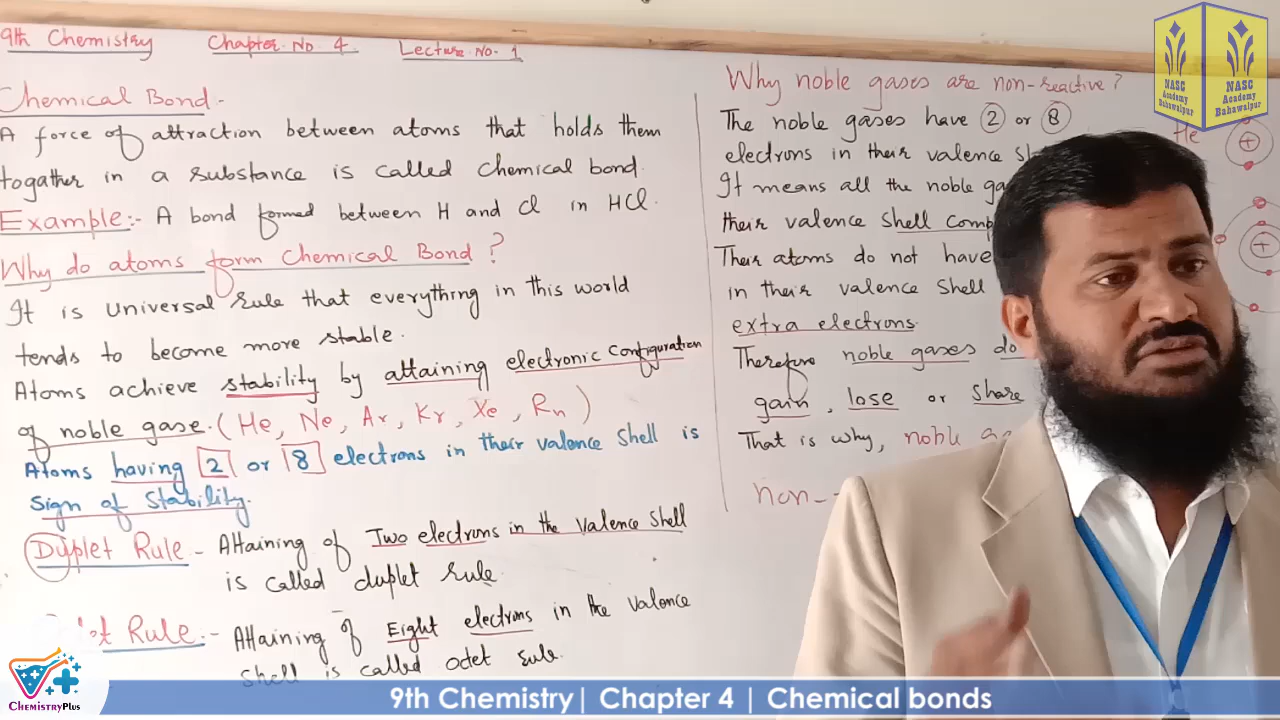 9th Chemistry Chapter No. 4 Lecture No. 1
Chemical Bond.-
A force of attraction between atoms that holds them
togather in a substance is called Chemical bond.
Example:- A bond formed between H and Cl in HCl.
Why do atoms form Chemical Bond ?
It is universal rule that everything in this world
tends to become more stable.
Atoms achieve stability by attaining electronic configuration
of noble gase. (He, Ne, Ar, Kr, Xe, Rn)
Atoms having 2 or 8 electrons in their valence shell is
sign of stability.
Duplet Rule - Attaining of Two electrons in the valence shell
is called duplet rule.
Rule:- Attaining of Eight electrons in the valence
shell is called octet rule.
Why noble gases are non-reactive?
The noble gases have 2 or 8
electrons in their valence
It means all the noble
their valence shell
Their atoms do not have
in their valence shell
extra electrons.
Therefore noble gases do
gain, lose or share
That is why, noble
non-
He
+
+
NASC
Academy
Bahawalpur
NASC
Academy
Bahawalpur
ChemistryPlus
9th Chemistry| Chapter 4 | Chemical bonds